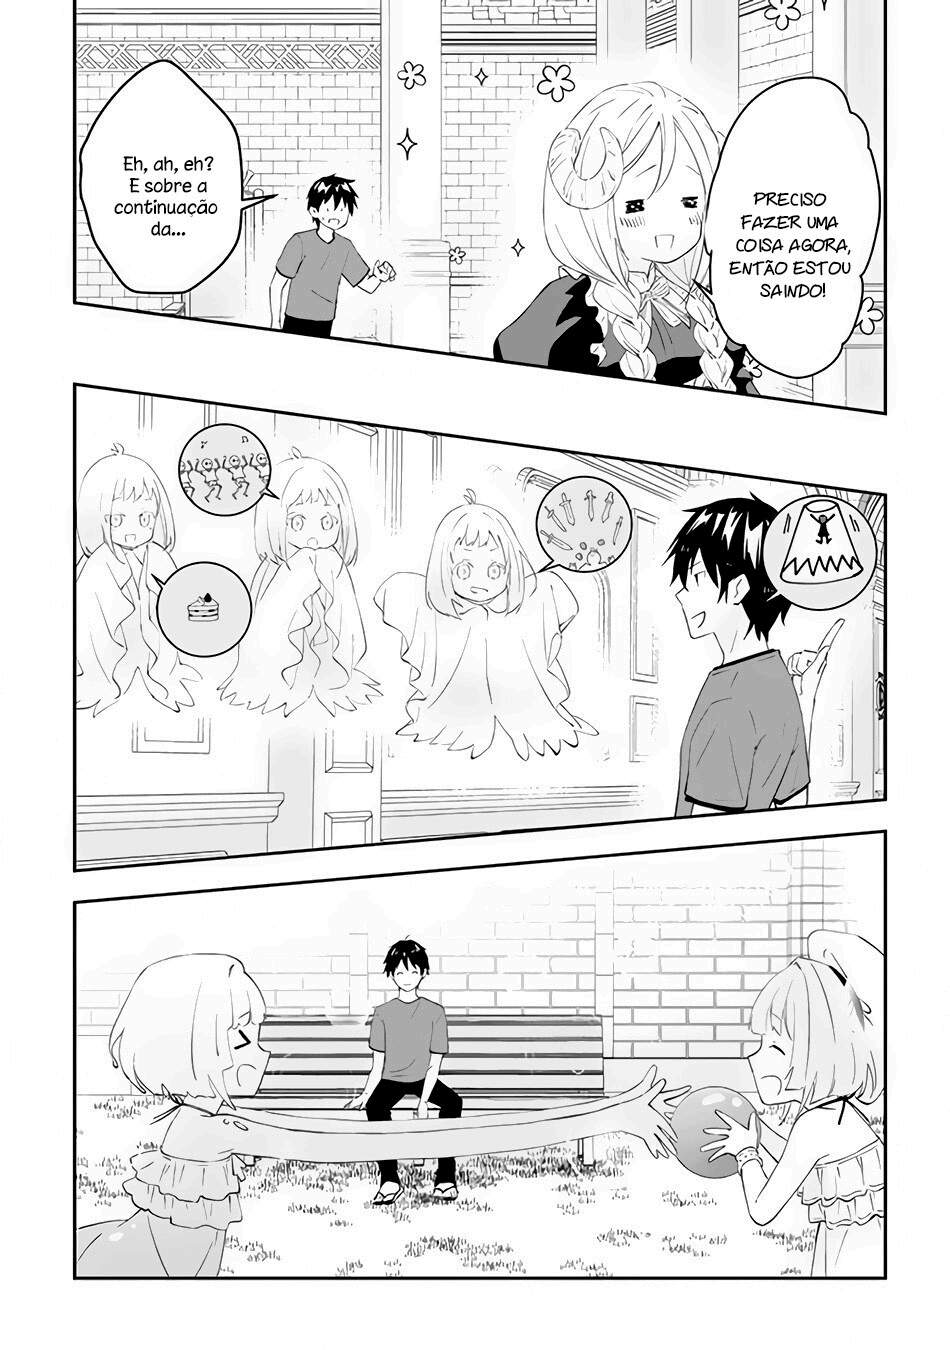 PRECISO
FAZER UMA
COISA AGORA,
ENTÃO ESTOU
SAINDO!
Eh, ah, eh?
E sobre a
continuação
da...